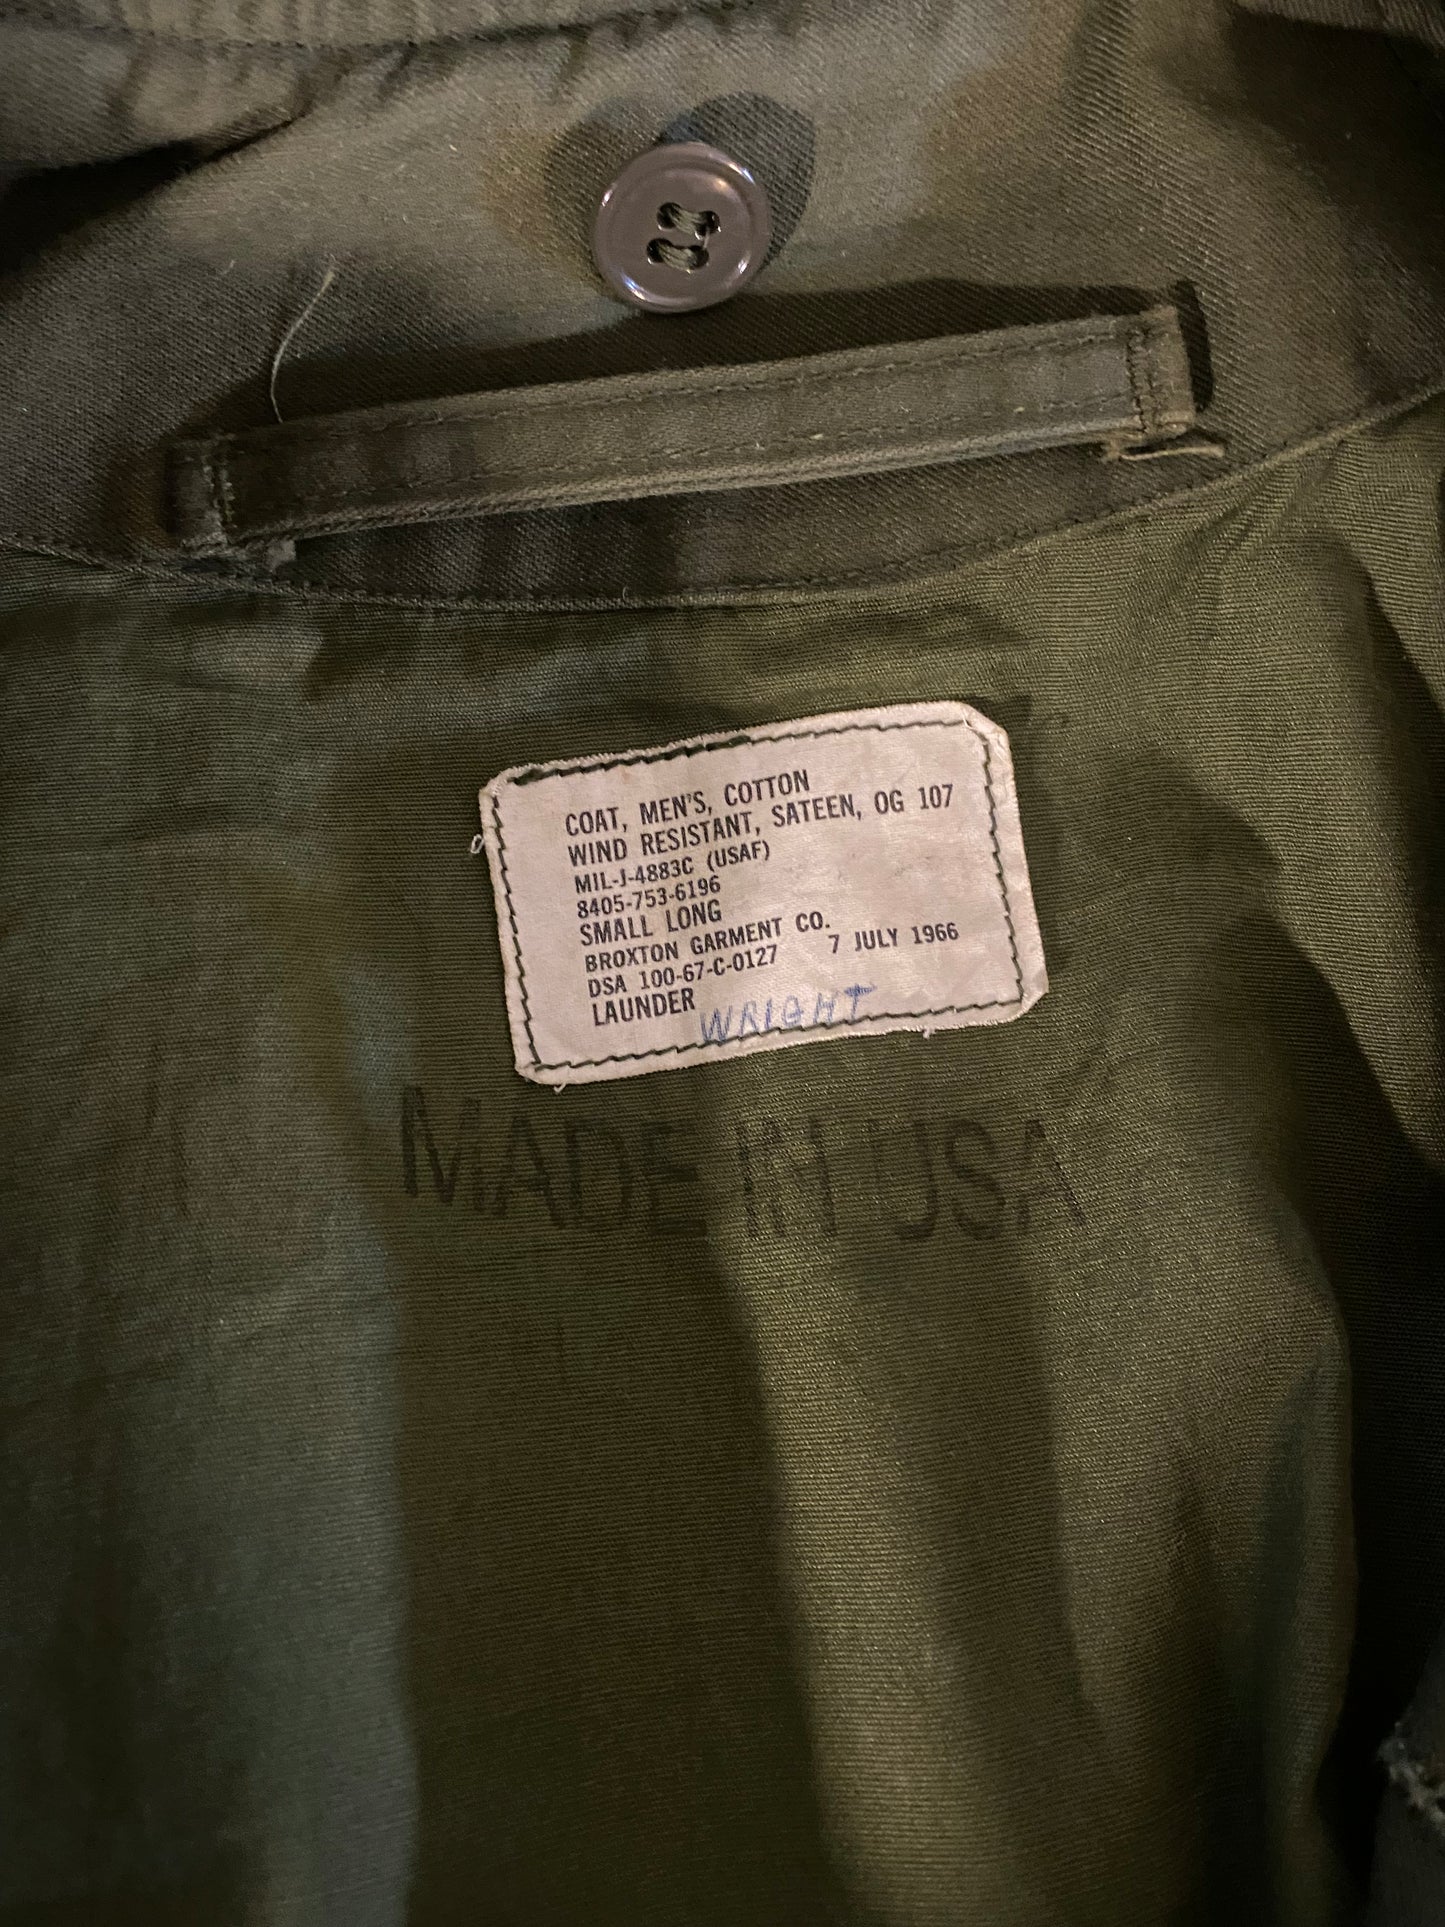 COAT, MEN'S, COTTON
WIND RESISTANT, SATEEN, OG 107
MIL-J-4883C (USAF)
8405-753-6196
SMALL LONG
BROXTON GARMENT CO.
DSA 100-67-C-0127 7 JULY 1966
LAUNDER
WRIGHT
MADE IN USA